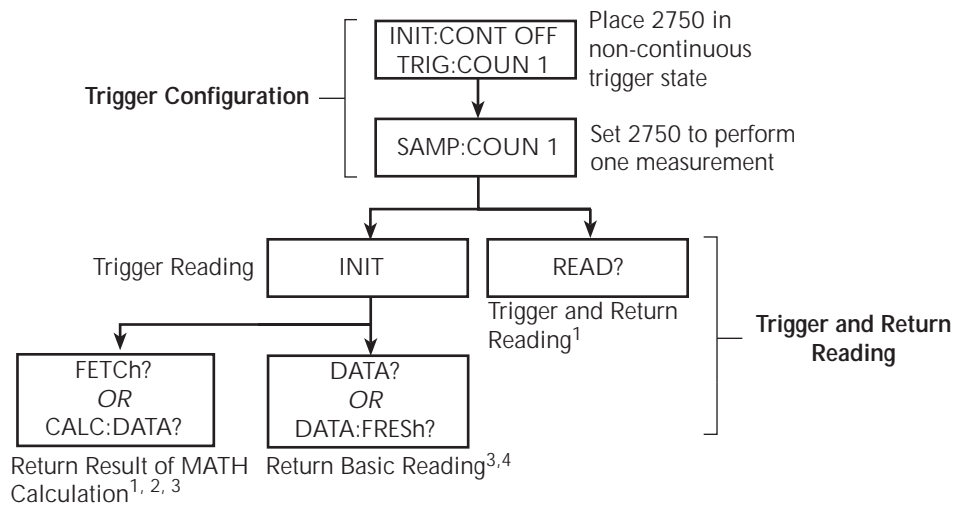 INIT:CONT OFF
TRIG:COUN 1
Place 2750 in
non-continuous
trigger state
Trigger Configuration
SAMP:COUN 1
Set 2750 to perform
one measurement
Trigger Reading
INIT
READ?
Trigger and Return
Reading1
Trigger and Return
Reading
FETCh?
OR
CALC:DATA?
DATA?
OR
DATA:FRESh?
Return Result of MATH
Calculation1, 2, 3
Return Basic Reading3,4